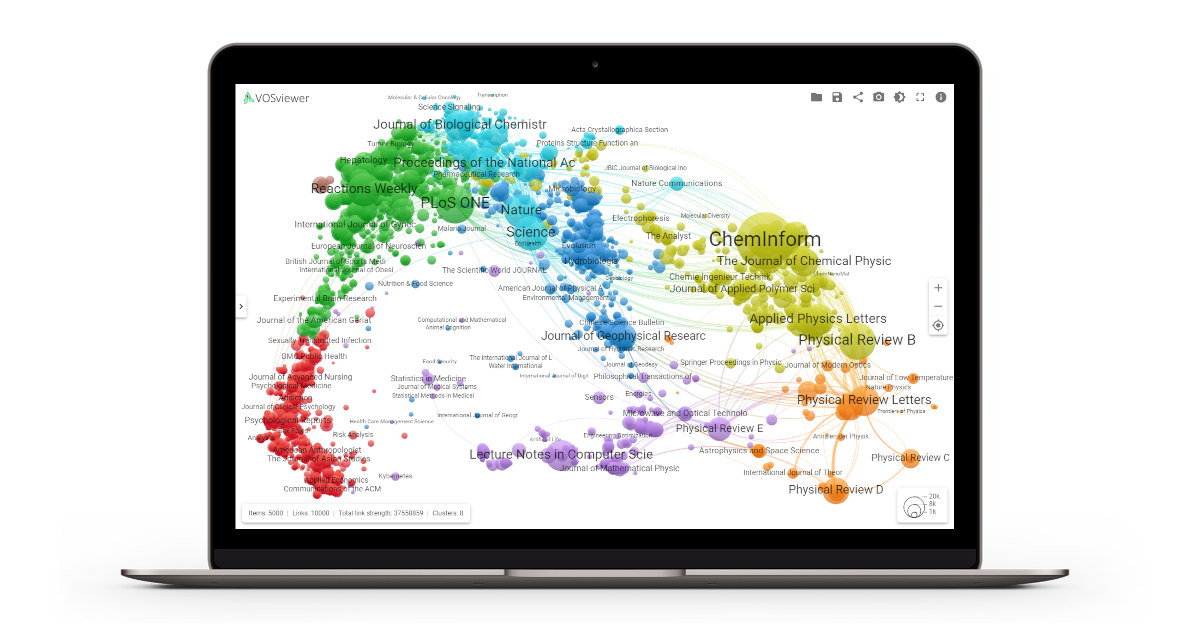 VOSviewer
Molecular & Cellular Oncology
Transcription
Science Signaling
Journal of Biological Chemistr
Acta Crystallographica Section
Tumor Biology
Proteins Structure Function an
Hepatology
Proceedings of the National Ac
JBIC Journal of Biological Ino
Pharmaceutical Research
Nature Communications
Reactions Weekly
Microbiology
PLoS ONE
Nature
Electrophoresis
Molecular Diversity
International Journal of Gynec
Malaria Journal
Science
The Analyst
ChemInform
EcoHealth
European Journal of Neuroscien
Evolution
British Journal of Sports Medi
Hydrobiologia
The Journal of Chemical Physic
International Journal of Obesi
The Scientific World JOURNAL
ChemNanoMat
Chemie Ingenieur Technik
Nutrition & Food Science
American Journal of Physical A
Journal of Applied Polymer Sci
Experimental Brain Research
Environmental Management
Journal of the American Geriat
Computational and Mathematical
Chinese Science Bulletin
Applied Physics Letters
Animal Cognition
Sexually Transmitted Infection
Journal of Geophysical Researc
Physical Review B
BMC Public Health
Journal of Hydraulic Research
Food Security
The International Journal of L
Water International
Journal of Geodesy
Springer Proceedings in Physic
Journal of Modern Optics
Journal of Advanced Nursing
Statistics in Medicine
International Journal of Digit
Philosophical Transactions of
Journal of Low Temperature
Psychological Medicine
Journal of Medical Systems
Nature Physics
Addiction
Statistical Methods in Medical
Sensors
Energies
Physical Review Letters
Journal of Clinical Psychology
International Journal of Geogr
Microwave and Optical Technolo
Frontiers of Physics
Psychological Reports
Health Care Management Science
Sex Roles
Risk Analysis
Artificial Life
Engineering Optimization
Physical Review E
Annalen der Physik
American Anthropologist
Lecture Notes in Computer Scie
Astrophysics and Space Science
The Journal of Asian Studies
Journal of Mathematical Physic
Physical Review C
Kybernetes
International Journal of Theor
Applied Economics
Communications of the ACM
Physical Review D
20k
8k
1k
Items: 5000 | Links: 10000 | Total link strength: 37558859 | Clusters: 8